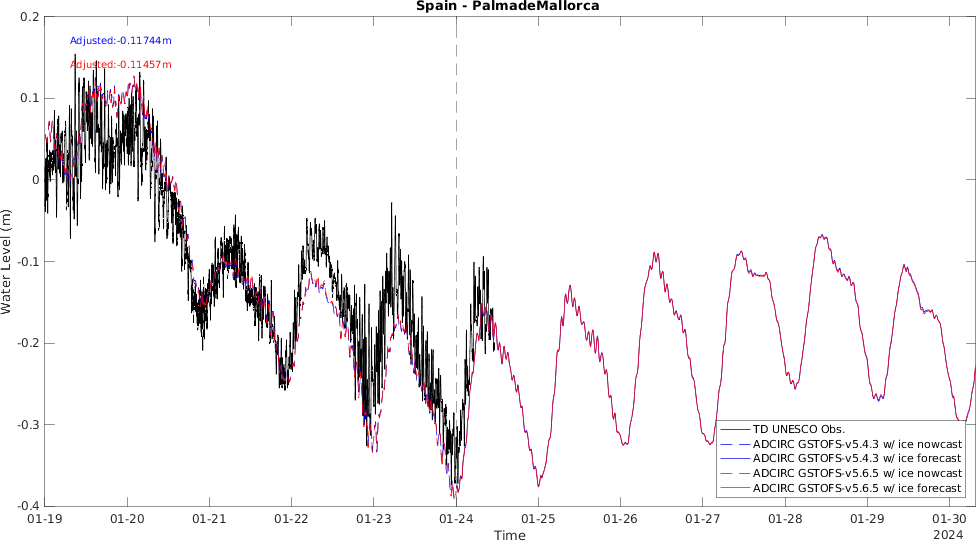 Spain - PalmadeMallorca
Adjusted:-0.11744m
Adjusted:-0.11457m
0.2
0.1
0
-0.1
-0.2
-0.3
-0.4
Water Level (m)
TD UNESCO Obs.
ADCIRC GSTOFS-v5.4.3 w/ ice nowcast
ADCIRC GSTOFS-v5.4.3 w/ ice forecast
ADCIRC GSTOFS-v5.6.5 w/ ice nowcast
ADCIRC GSTOFS-v5.6.5 w/ ice forecast
01-19 01-20 01-21 01-22 01-23 01-24 01-25 01-26 01-27 01-28 01-29 01-30
Time
2024